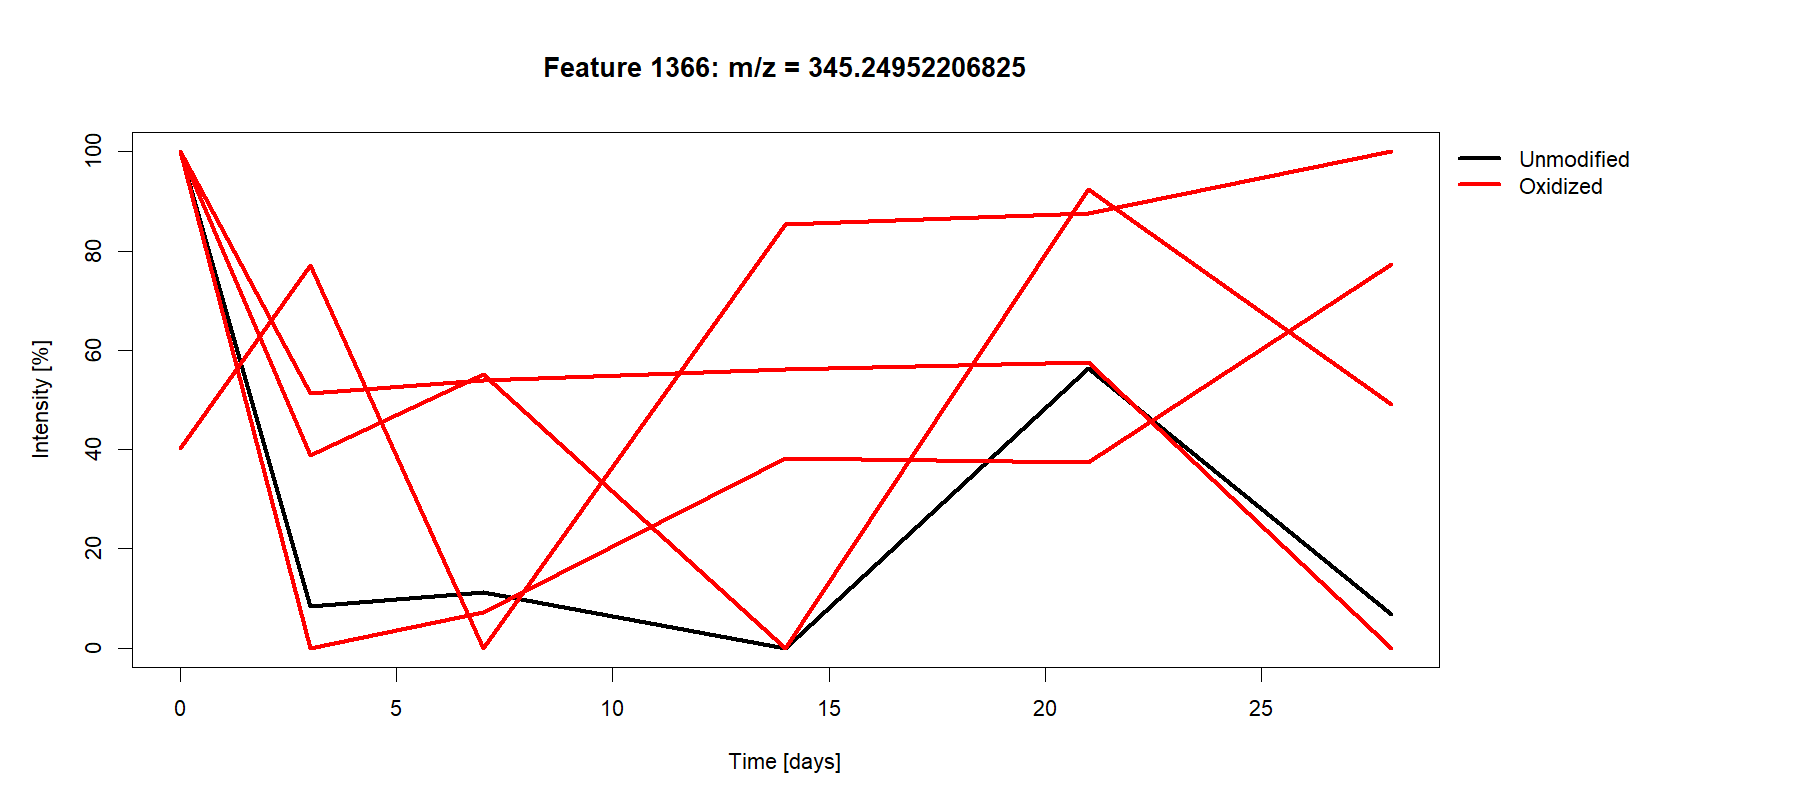 Feature 1366: m/z = 345.24952206825
Unmodified
Oxidized
Intensity [%]
100
80
60
40
20
0
0 5 10 15 20 25
Time [days]